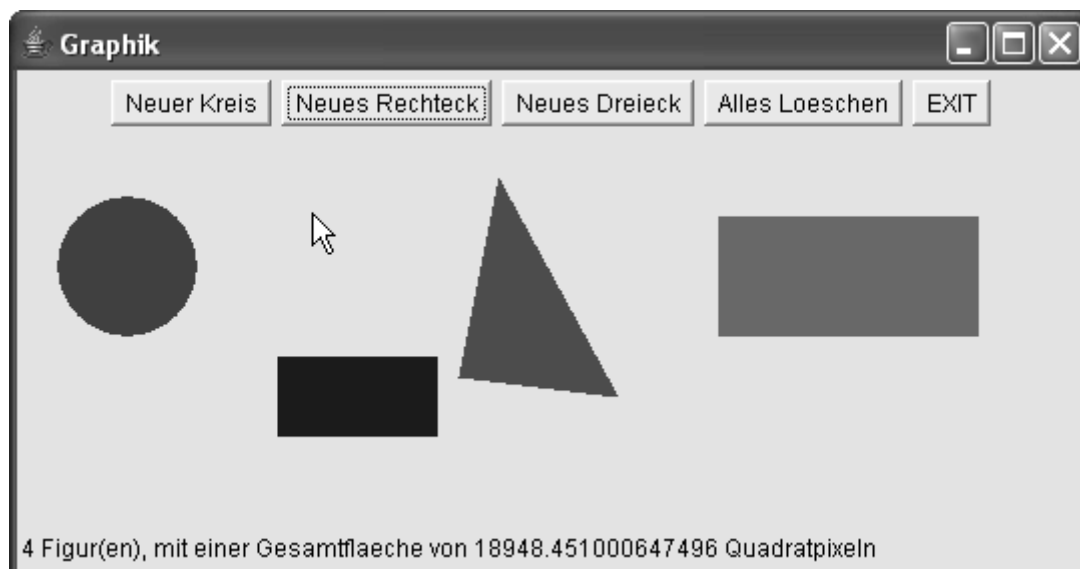 Graphik
Neuer Kreis Neues Rechteck Neues Dreieck Alles Loeschen EXIT
4 Figur(en), mit einer Gesamtflaeche von 18948.451000647496 Quadratpixeln